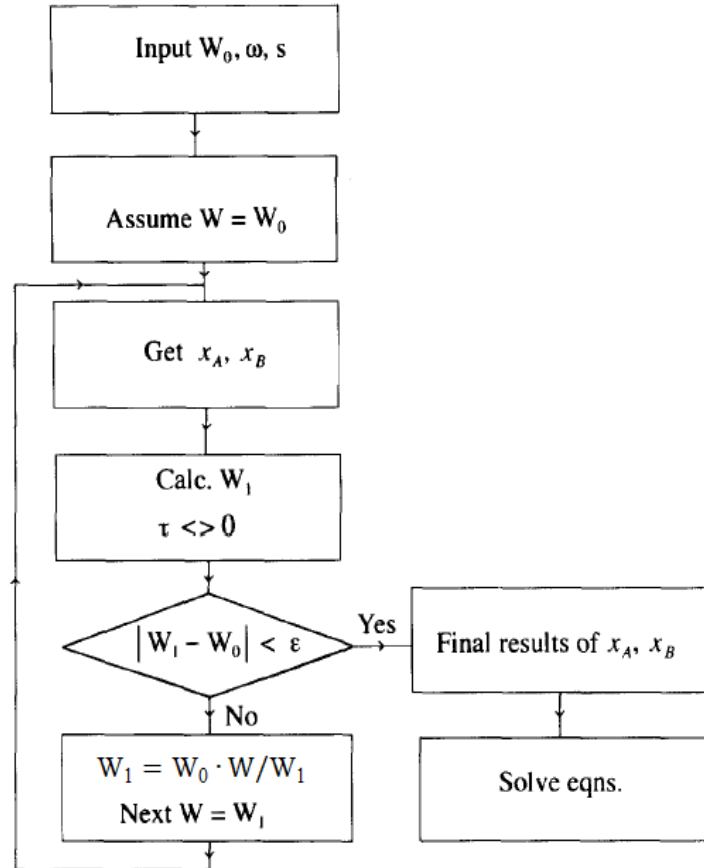 Input W₀, ω, s
Assume W = W₀
Get x_A, x_B
Calc. W₁
τ <> 0
|W₁ − W₀| < ε
Yes
Final results of x_A, x_B
No
W₁ = W₀ · W/W₁
Next W = W₁
Solve eqns.